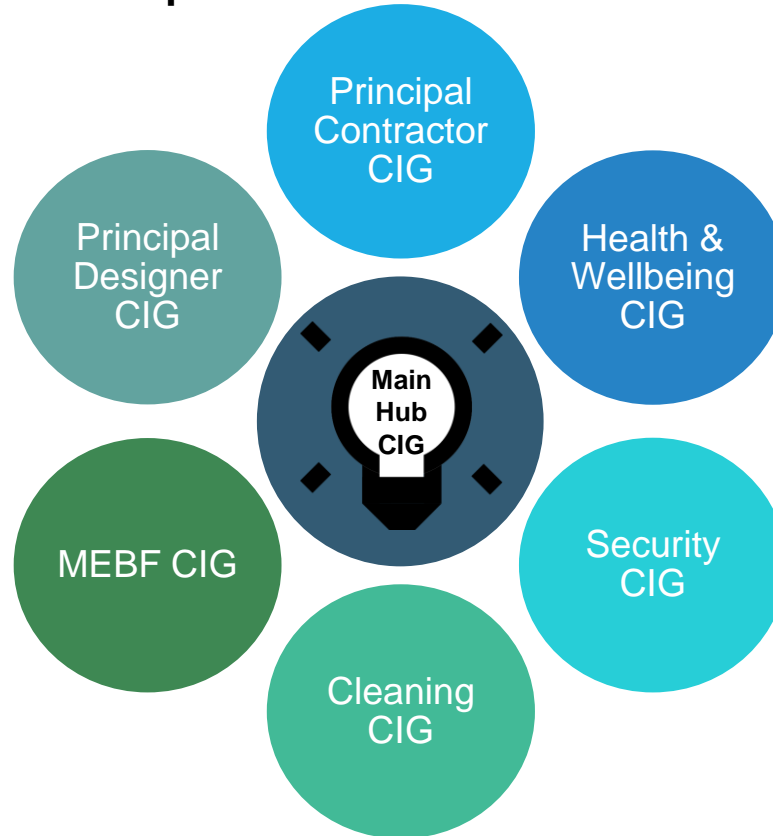 Principal
Contractor
CIG
Health &
Wellbeing
CIG
Security
CIG
Cleaning
CIG
MEBF CIG
Principal
Designer
CIG
Main
Hub
CIG